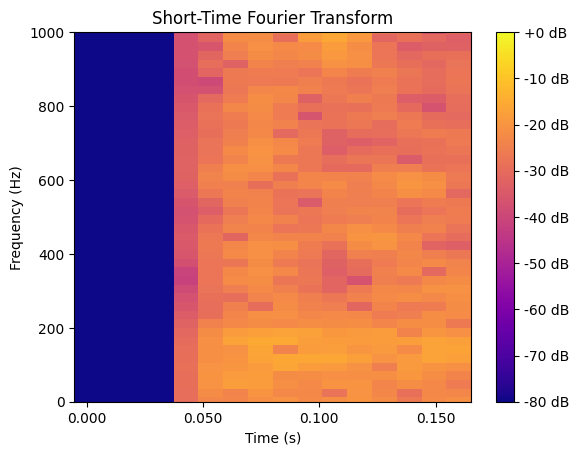 Short-Time Fourier Transform
1000
800
600
400
200
0
Frequency (Hz)
0.000
0.050
0.100
0.150
Time (s)
+0 dB
-10 dB
-20 dB
-30 dB
-40 dB
-50 dB
-60 dB
-70 dB
-80 dB